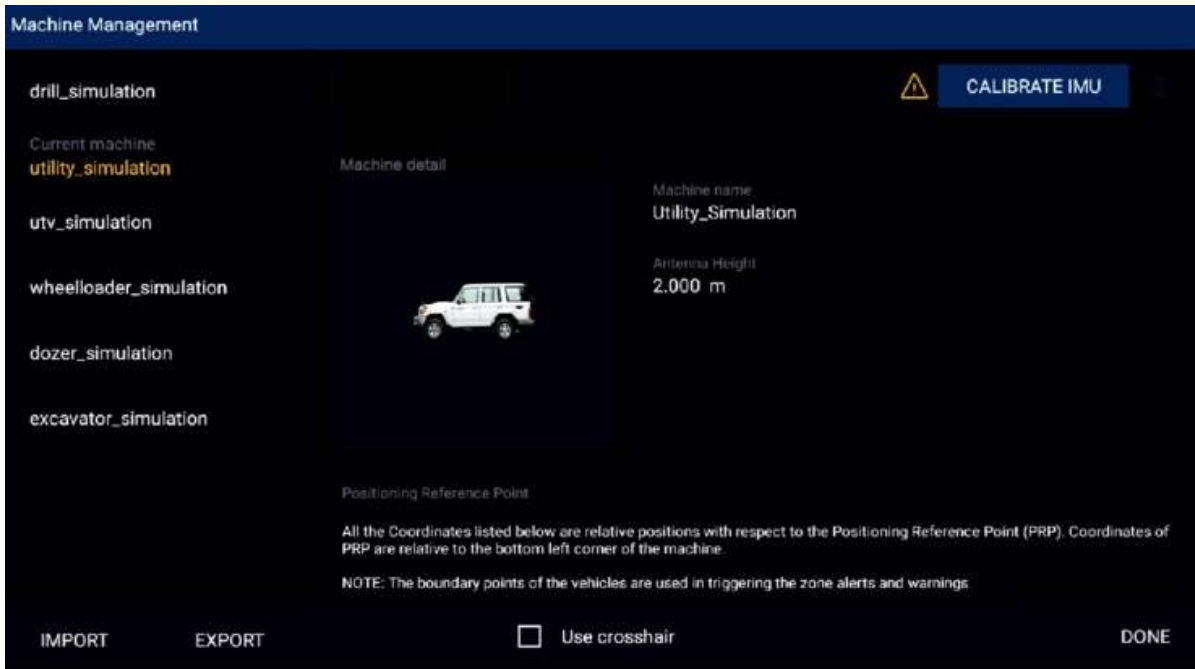 Machine Management
drill_simulation
CALIBRATE IMU
Current machine
utility_simulation
Machine detail
Machine name
Utility_Simulation
utv_simulation
Antenna Height
2.000 m
wheelloader_simulation
dozer_simulation
excavator_simulation
Positioning Reference Point
All the Coordinates listed below are relative positions with respect to the Positioning Reference Point (PRP). Coordinates of
PRP are relative to the bottom left corner of the machine.
NOTE: The boundary points of the vehicles are used in triggering the zone alerts and warnings
IMPORT
EXPORT
Use crosshair
DONE